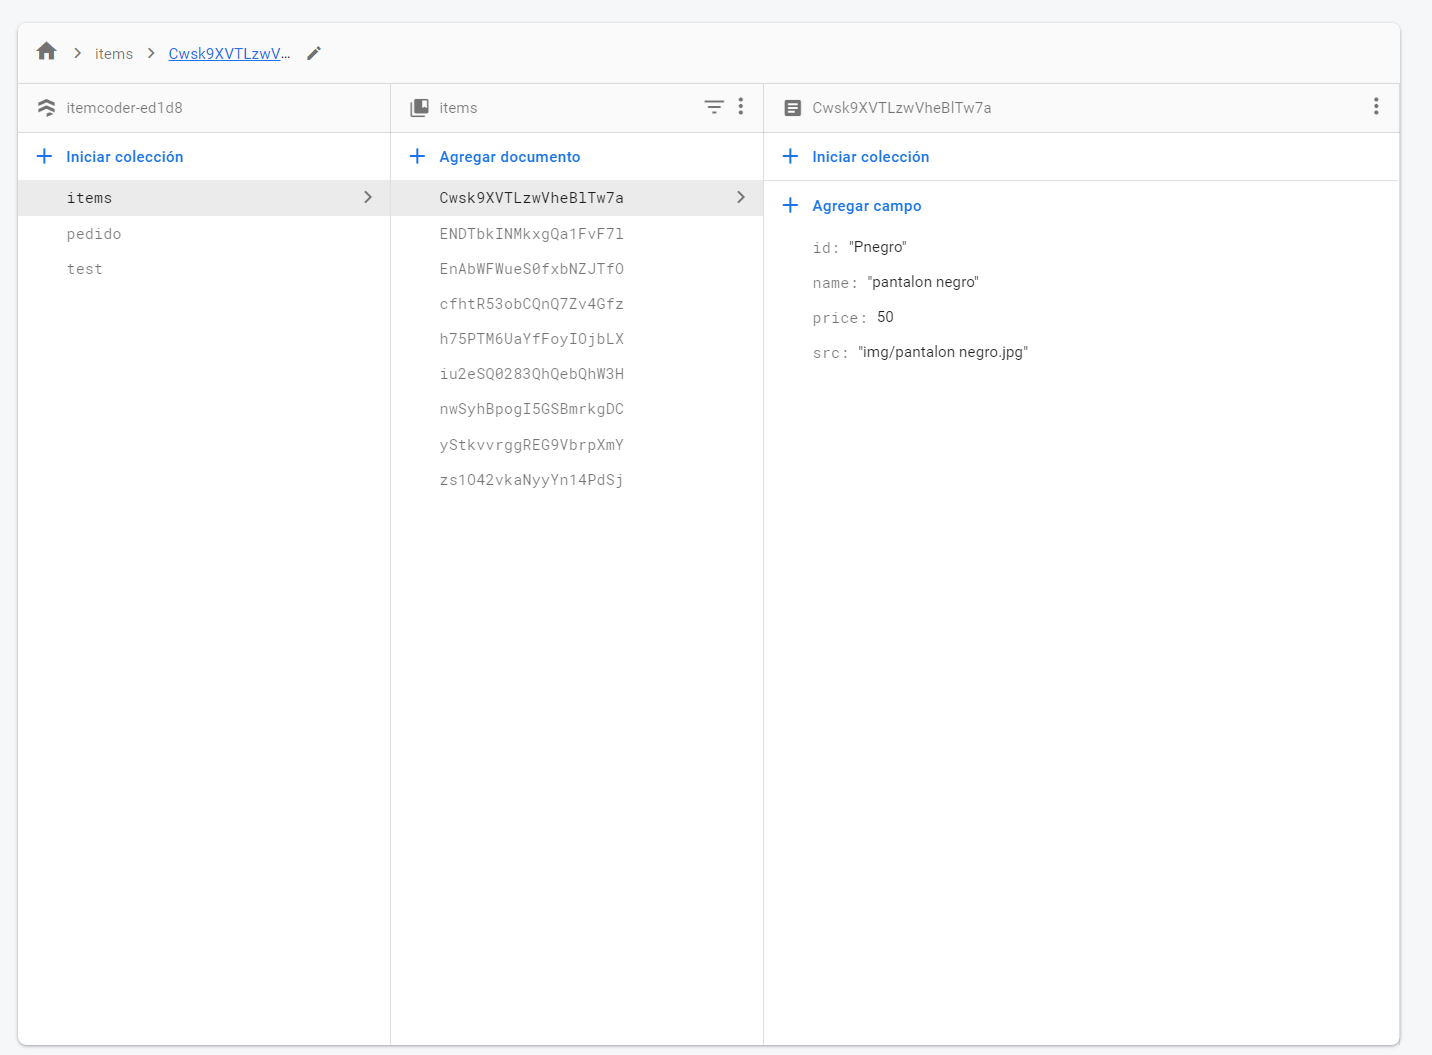 items
Cwsk9XVTLzwV...
itemcoder-ed1d8
Iniciar colección
items
pedido
test
items
Agregar documento
Cwsk9XVTLzwVheBlTw7a
ENDTbkINMkxgQa1FvF7l
EnAbWFWueS0fxbNZJTfO
cfhtR53obCQnQ7Zv4Gfz
h75PTM6UaYfFoyIOjbLX
iu2eSQ0283QhQebQhW3H
nwSyhBpogI5GSBmrkgDC
yStkvvrggREG9VbrpXmY
zs1O42vkaNyyYn14PdSj
Cwsk9XVTLzwVheBlTw7a
Iniciar colección
Agregar campo
id: "Pnegro"
name: "pantalon negro"
price: 50
src: "img/pantalon negro.jpg"